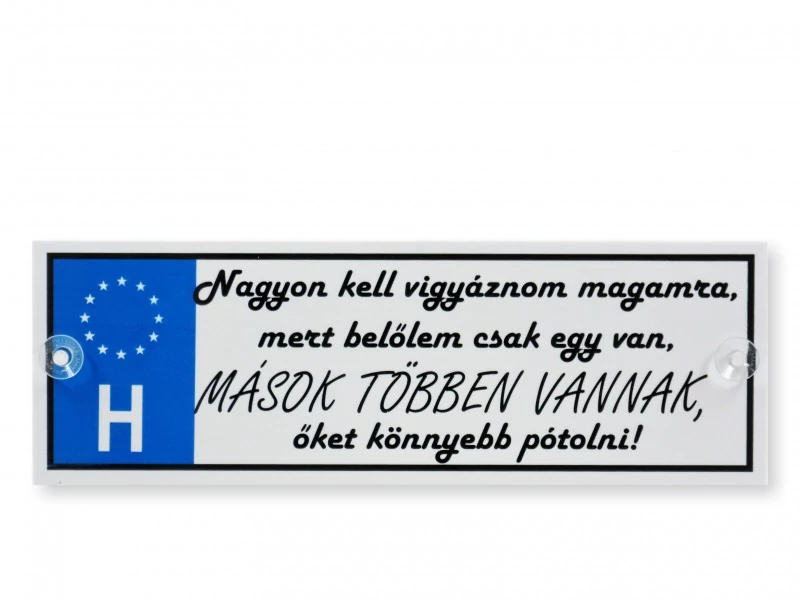 H
Nagyon kell vigyáznom magamra,
mert belőlem csak egy van,
MÁSOK TÖBBEN VANNAK,
őket könnyebb pótolni!